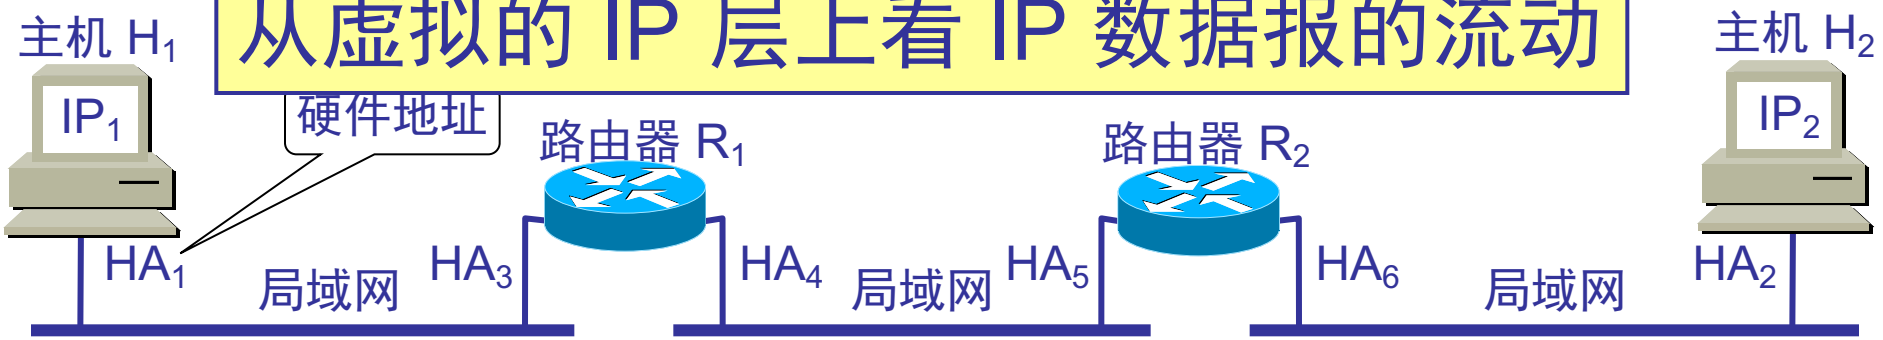 从虚拟的 IP 层上看 IP 数据报的流动
主机 H₁
主机 H₂
IP₁
硬件地址
路由器 R₁
路由器 R₂
IP₂
HA₁
局域网
HA₃
HA₄
局域网
HA₅
HA₆
局域网
HA₂